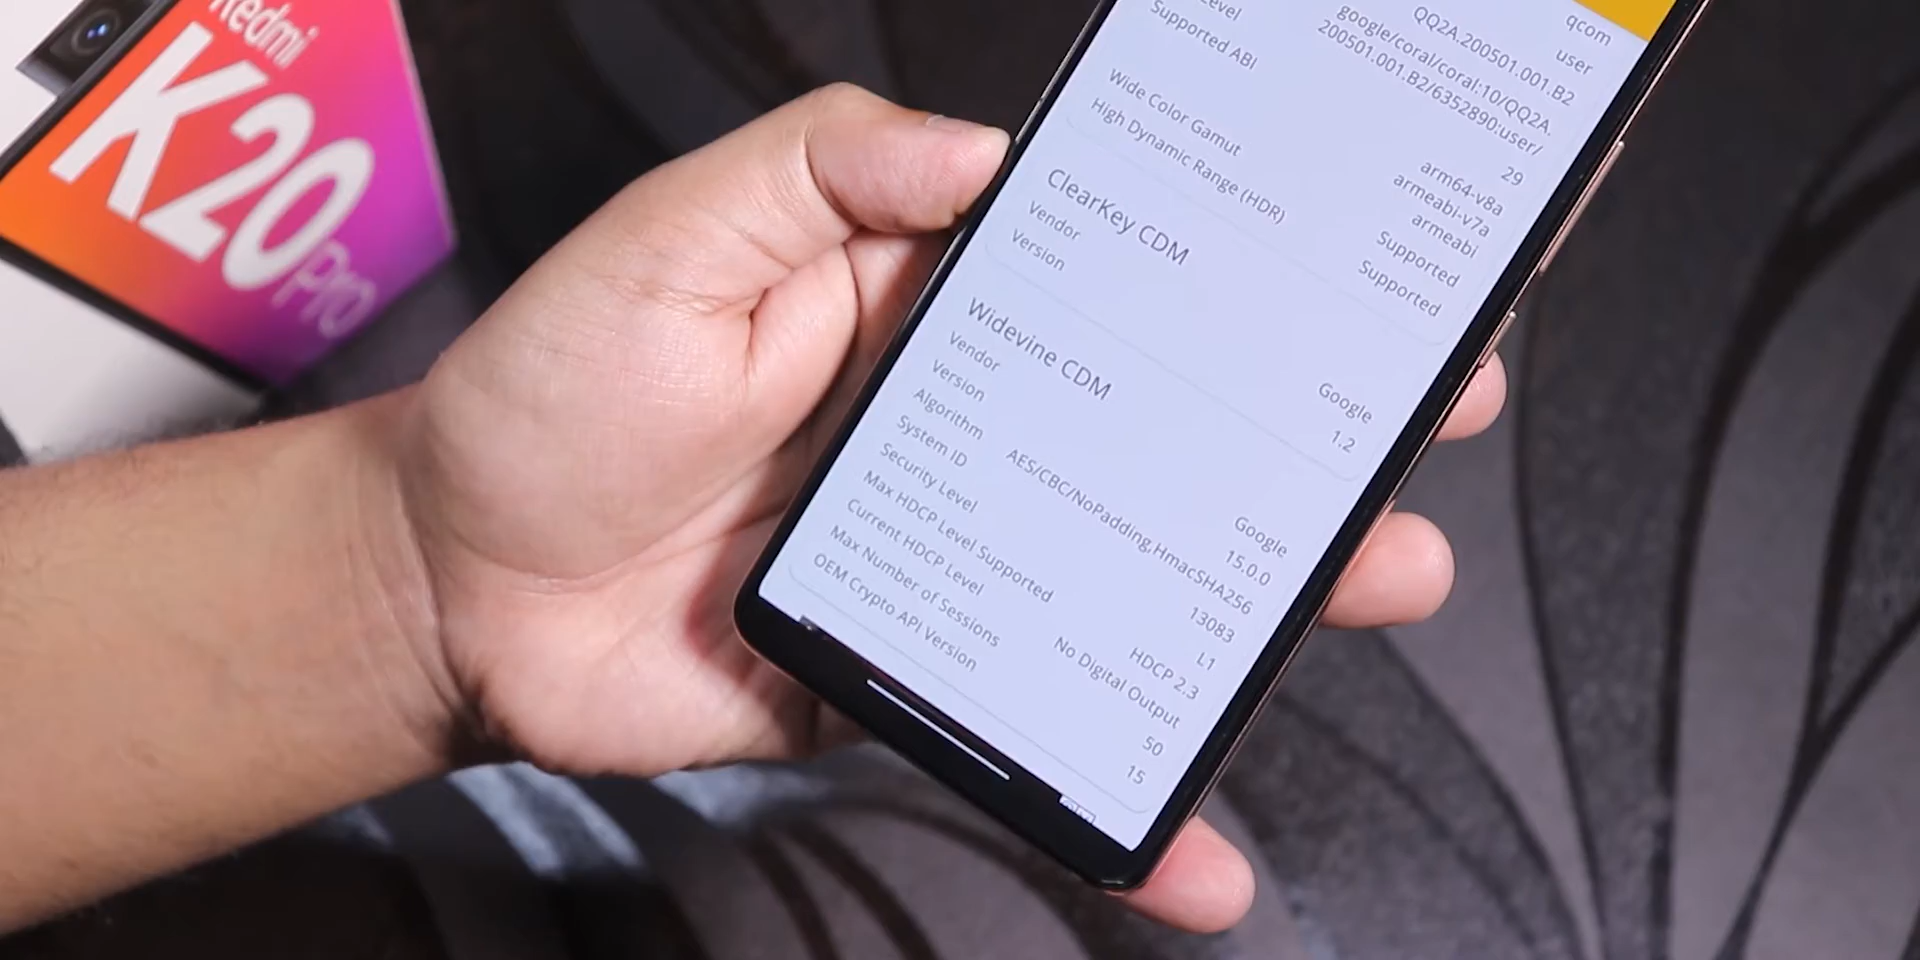 Redmi
K20 Pro
qcom
user
QQ2A.200501.001.B2
google/coral/coral:10/QQ2A.
200501.001.B2/6352890:user/
Level
29
Supported ABI
arm64-v8a
armeabi-v7a
armeabi
Wide Color Gamut
Supported
High Dynamic Range (HDR)
Supported
ClearKey CDM
Vendor
Google
Version
1.2
Widevine CDM
Vendor
Google
Version
15.0.0
Algorithm
AES/CBC/NoPadding,HmacSHA256
System ID
13083
Security Level
L1
Max HDCP Level Supported
HDCP 2.3
Current HDCP Level
No Digital Output
Max Number of Sessions
50
OEM Crypto API Version
15